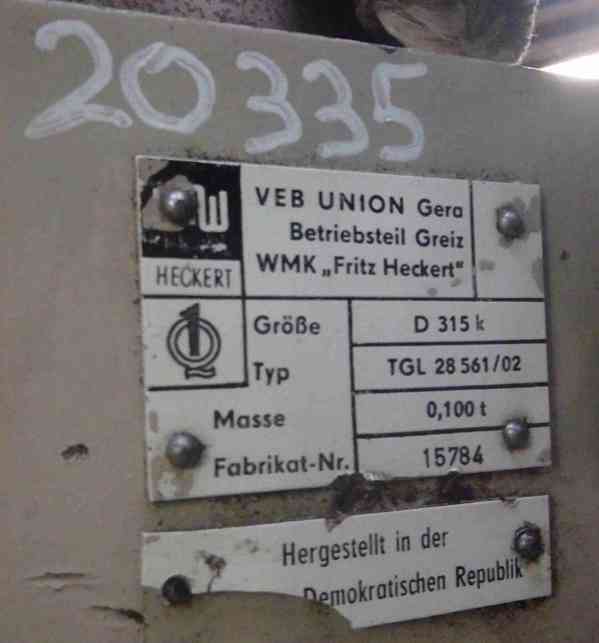 20335
W
HECKERT
VEB UNION Gera
Betriebsteil Greiz
WMK „Fritz Heckert“
1
Größe D 315 k
Typ TGL 28 561/02
Masse 0,100 t
Fabrikat-Nr. 15784
Hergestellt in der
Demokratischen Republik